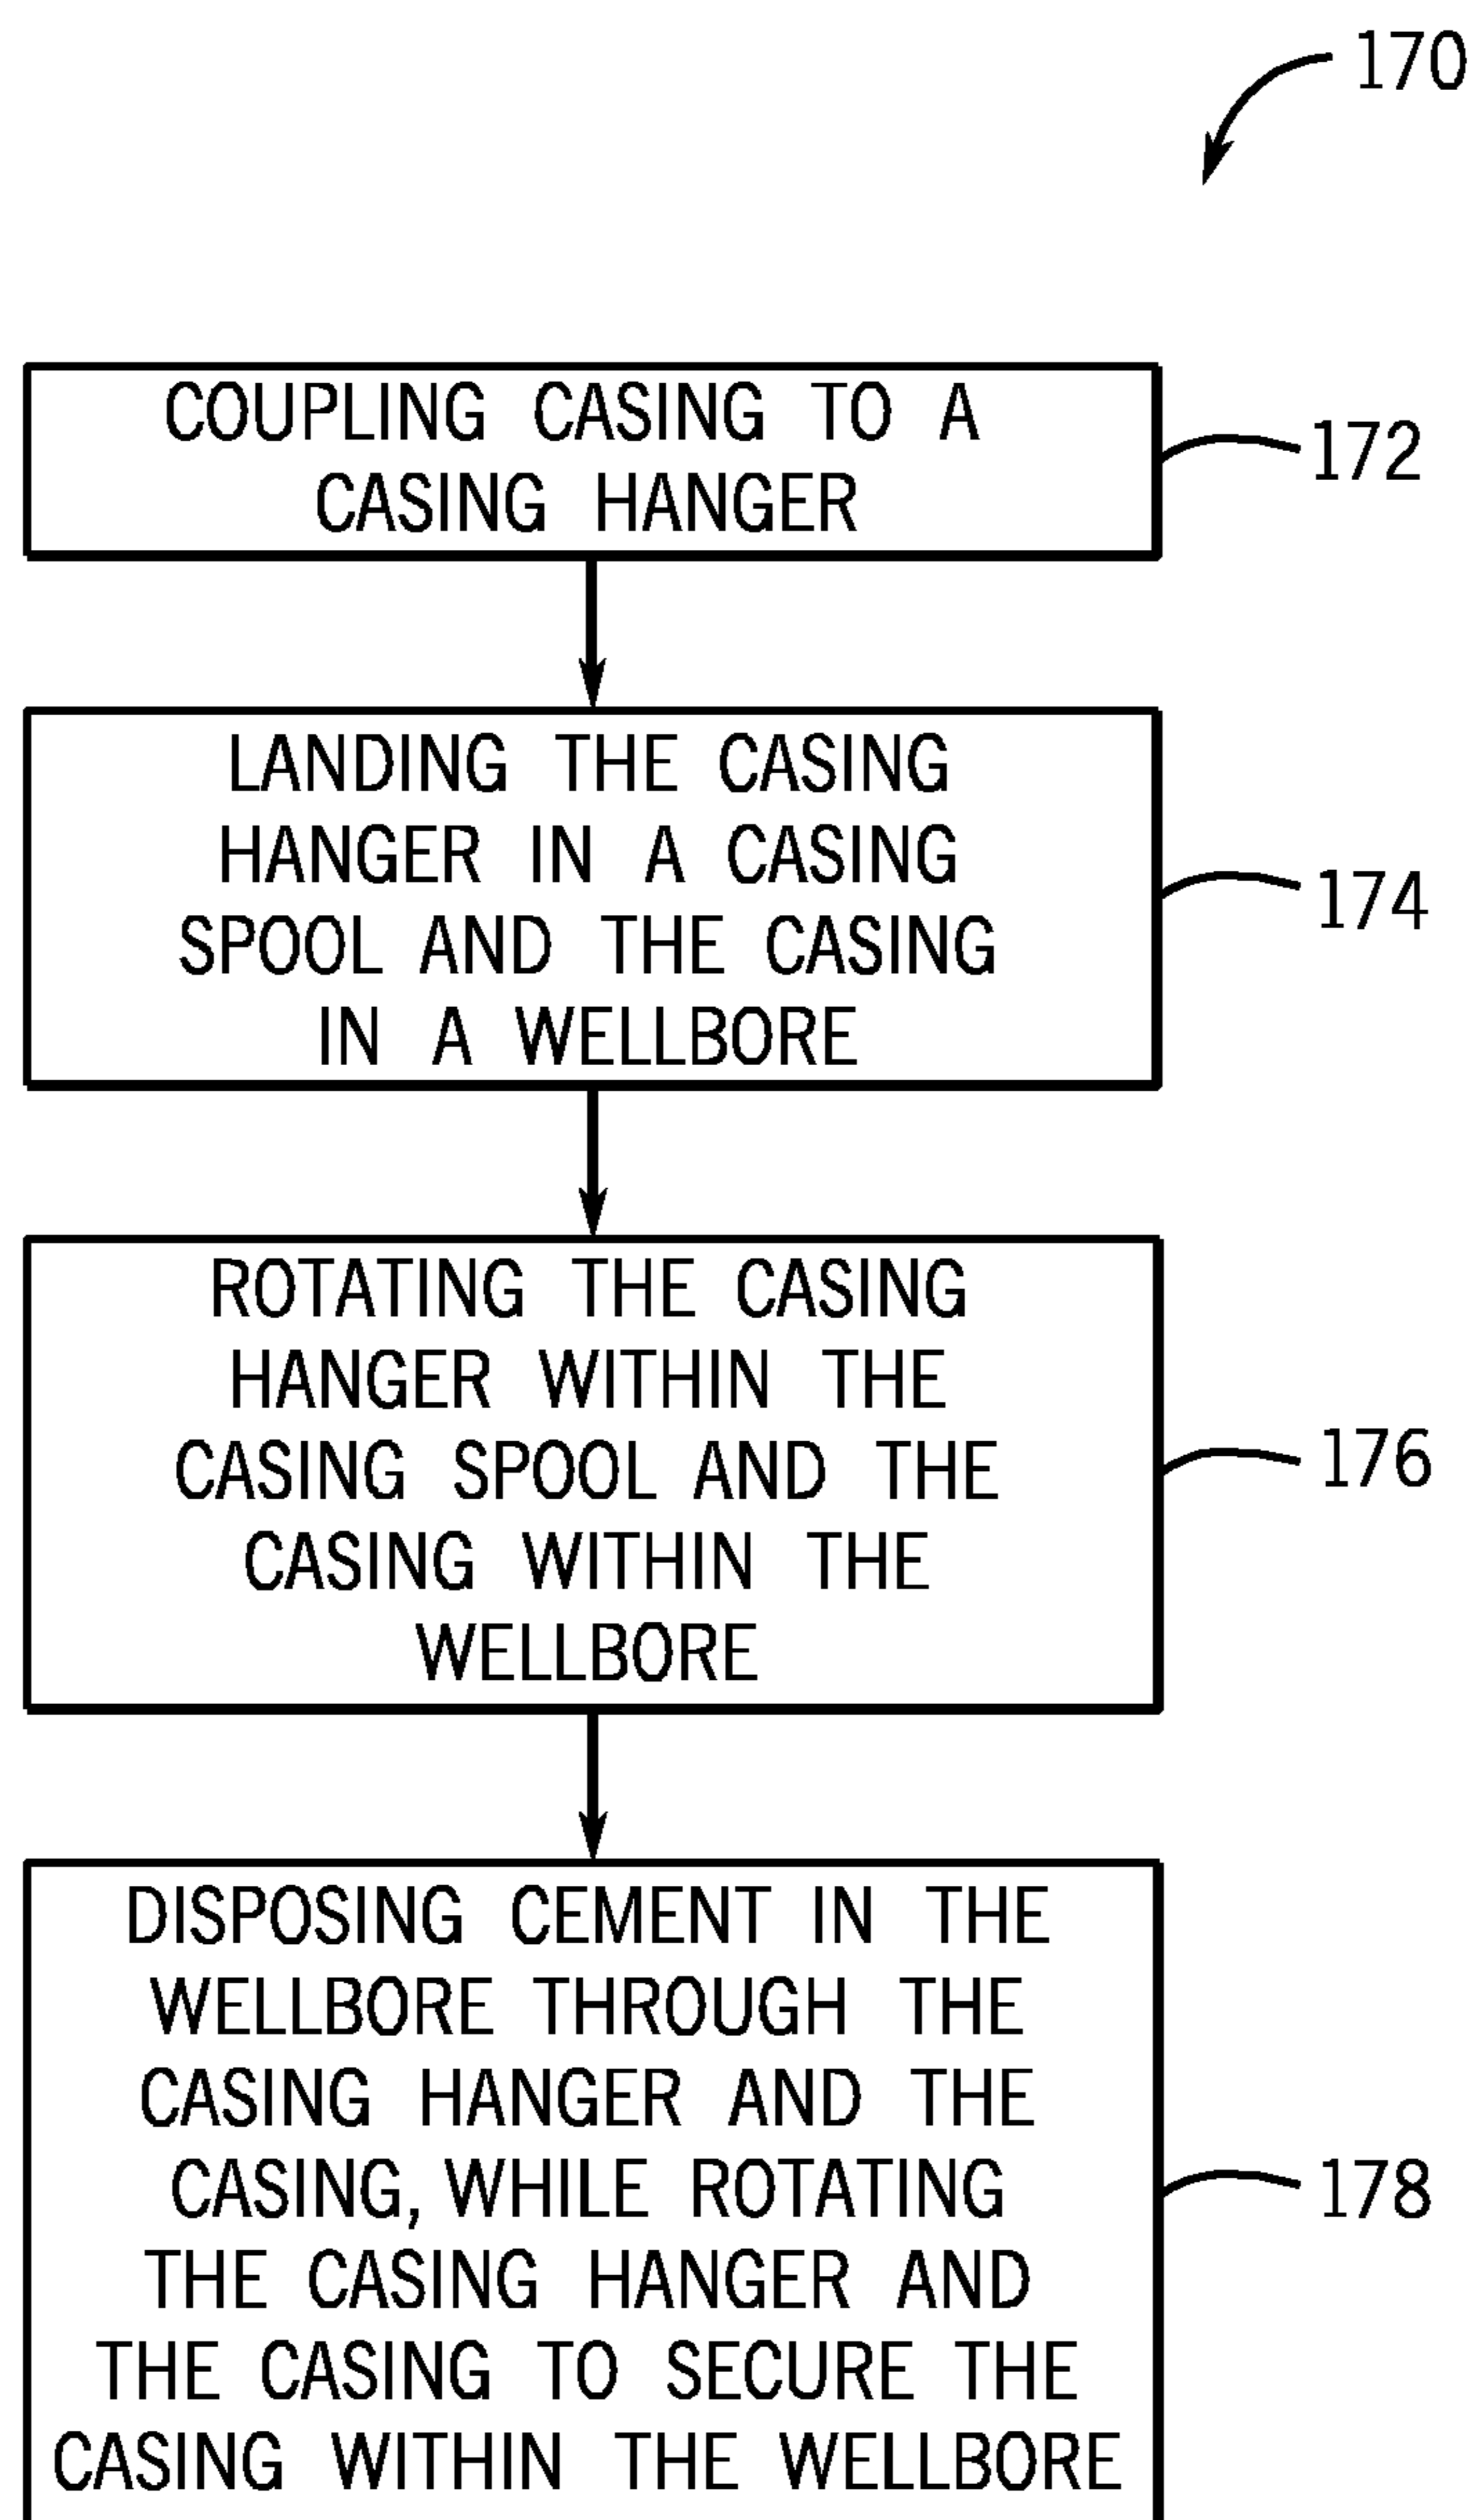 170
COUPLING CASING TO A
CASING HANGER
172
LANDING THE CASING
HANGER IN A CASING
SPOOL AND THE CASING
IN A WELLBORE
174
ROTATING THE CASING
HANGER WITHIN THE
CASING SPOOL AND THE
CASING WITHIN THE
WELLBORE
176
DISPOSING CEMENT IN THE
WELLBORE THROUGH THE
CASING HANGER AND THE
CASING, WHILE ROTATING
THE CASING HANGER AND
THE CASING TO SECURE THE
CASING WITHIN THE WELLBORE
178